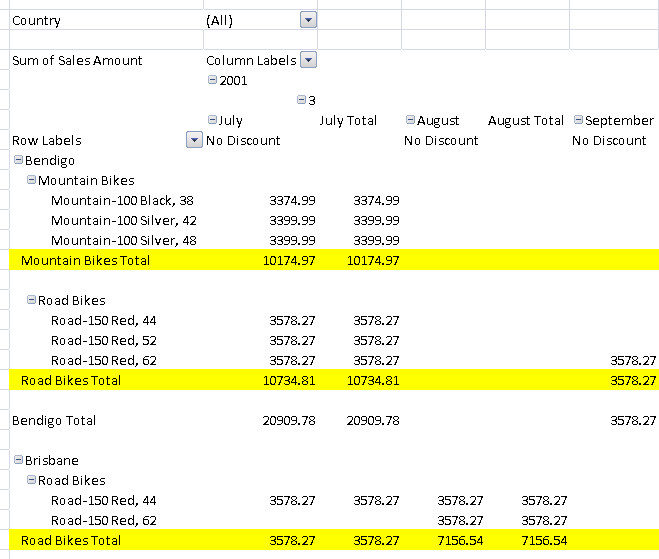 Country (All)
Sum of Sales Amount Column Labels
2001
3
July July Total August August Total September
Row Labels No Discount No Discount No Discount
Bendigo
Mountain Bikes
Mountain-100 Black, 38 3374.99 3374.99
Mountain-100 Silver, 42 3399.99 3399.99
Mountain-100 Silver, 48 3399.99 3399.99
Mountain Bikes Total 10174.97 10174.97
Road Bikes
Road-150 Red, 44 3578.27 3578.27
Road-150 Red, 52 3578.27 3578.27
Road-150 Red, 62 3578.27 3578.27 3578.27
Road Bikes Total 10734.81 10734.81 3578.27
Bendigo Total 20909.78 20909.78 3578.27
Brisbane
Road Bikes
Road-150 Red, 44 3578.27 3578.27 3578.27 3578.27
Road-150 Red, 62 3578.27 3578.27
Road Bikes Total 3578.27 3578.27 7156.54 7156.54